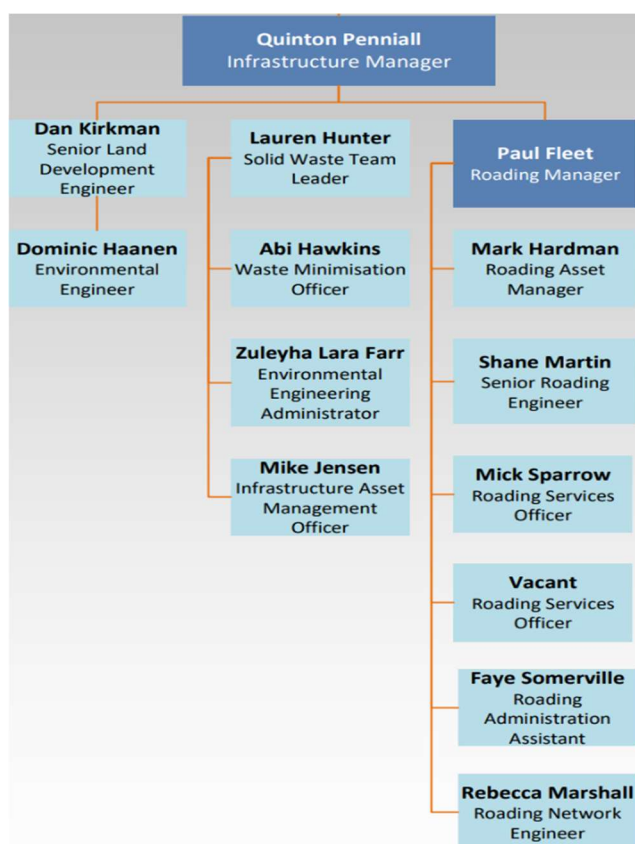 Quinton Penniall
Infrastructure Manager
Dan Kirkman
Senior Land
Development
Engineer
Dominic Haanen
Environmental
Engineer
Lauren Hunter
Solid Waste Team
Leader
Abi Hawkins
Waste Minimisation
Officer
Zuleyha Lara Farr
Environmental
Engineering
Administrator
Mike Jensen
Infrastructure Asset
Management
Officer
Paul Fleet
Roading Manager
Mark Hardman
Roading Asset
Manager
Shane Martin
Senior Roading
Engineer
Mick Sparrow
Roading Services
Officer
Vacant
Roading Services
Officer
Faye Somerville
Roading
Administration
Assistant
Rebecca Marshall
Roading Network
Engineer